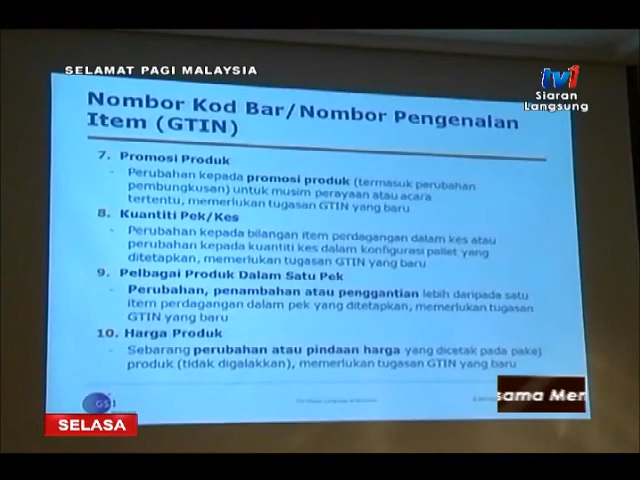 SELAMAT PAGI MALAYSIA
tv1
Siaran
Langsung
Nombor Kod Bar/Nombor Pengenalan
Item (GTIN)
7. Promosi Produk
- Perubahan kepada promosi produk (termasuk perubahan
pembungkusan) untuk musim perayaan atau acara
tertentu, memerlukan tugasan GTIN yang baru
8. Kuantiti Pek/Kes
- Perubahan kepada bilangan item perdagangan dalam kes atau
perubahan kepada kuantiti kes dalam konfigurasi pallet yang
ditetapkan, memerlukan tugasan GTIN yang baru
9. Pelbagai Produk Dalam Satu Pek
- Perubahan, penambahan atau penggantian lebih daripada satu
item perdagangan dalam pek yang ditetapkan, memerlukan tugasan
GTIN yang baru
10. Harga Produk
- Sebarang perubahan atau pindaan harga yang dicetak pada pakej
produk (tidak digalakkan), memerlukan tugasan GTIN yang baru
GS1
sama Men
SELASA